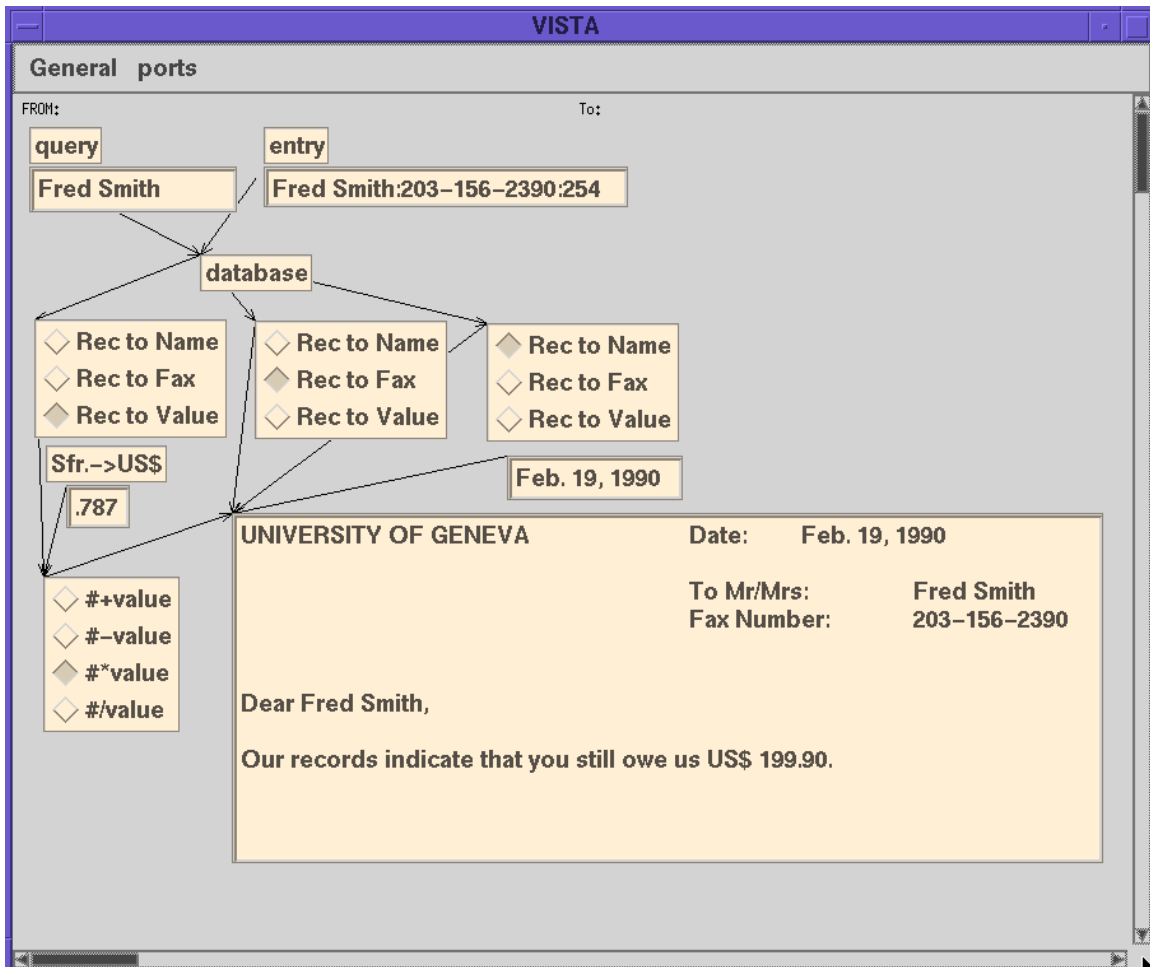 VISTA
General ports
FROM: To:
query entry
Fred Smith Fred Smith:203-156-2390:254
database
Rec to Name
Rec to Fax
Rec to Value
Rec to Name
Rec to Fax
Rec to Value
Rec to Name
Rec to Fax
Rec to Value
Sfr.->US$
.787
Feb. 19, 1990
#+value
#-value
#*value
#/value
UNIVERSITY OF GENEVA Date: Feb. 19, 1990
To Mr/Mrs: Fred Smith
Fax Number: 203-156-2390
Dear Fred Smith,
Our records indicate that you still owe us US$ 199.90.